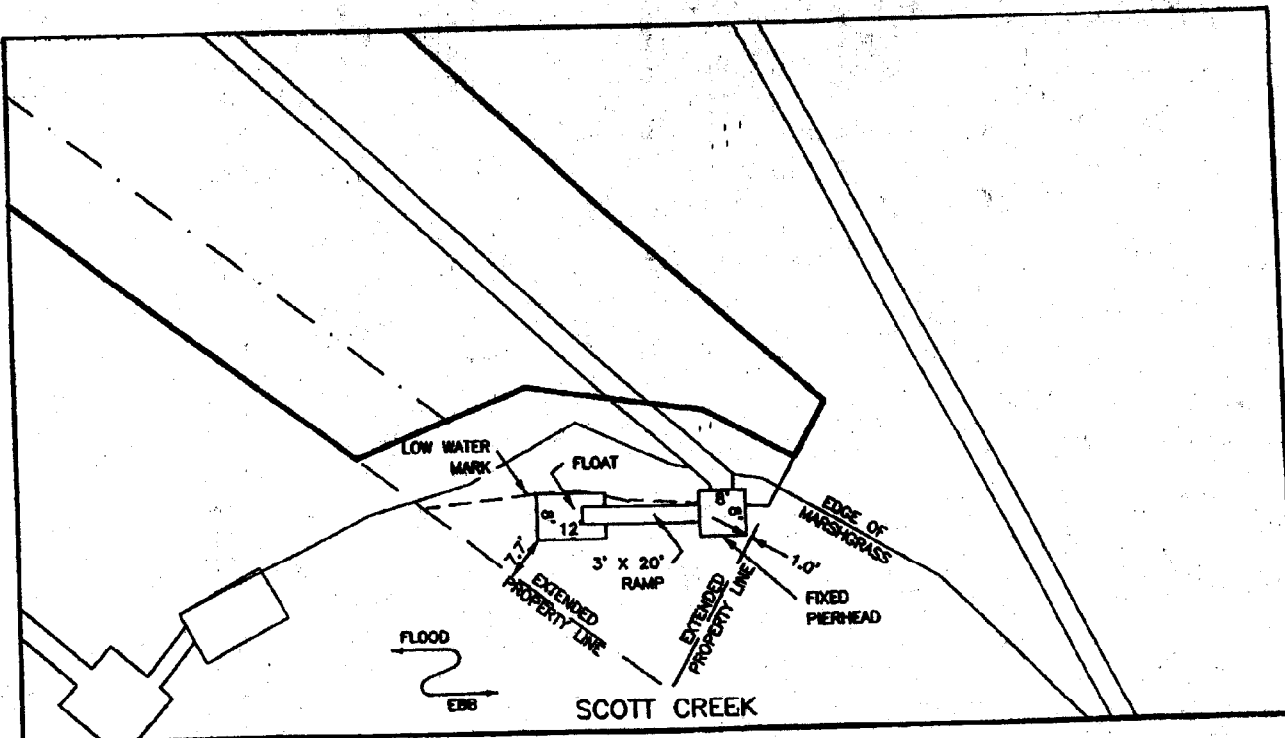 LOW WATER
MARK
FLOAT
8'
12'
8'
8'
7.7'
3' X 20'
RAMP
1.0'
EDGE OF
MARSHGRASS
EXTENDED
PROPERTY LINE
EXTENDED
PROPERTY LINE
FIXED
PIERHEAD
FLOOD
EBB
SCOTT CREEK